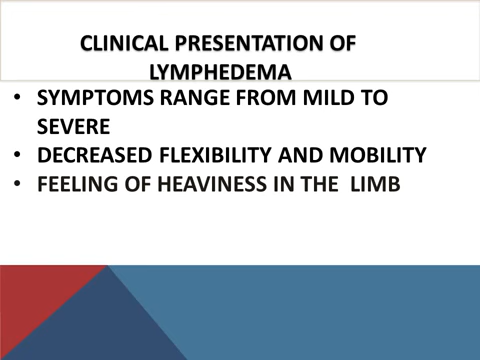 CLINICAL PRESENTATION OF
LYMPHEDEMA
• SYMPTOMS RANGE FROM MILD TO
SEVERE
• DECREASED FLEXIBILITY AND MOBILITY
• FEELING OF HEAVINESS IN THE LIMB